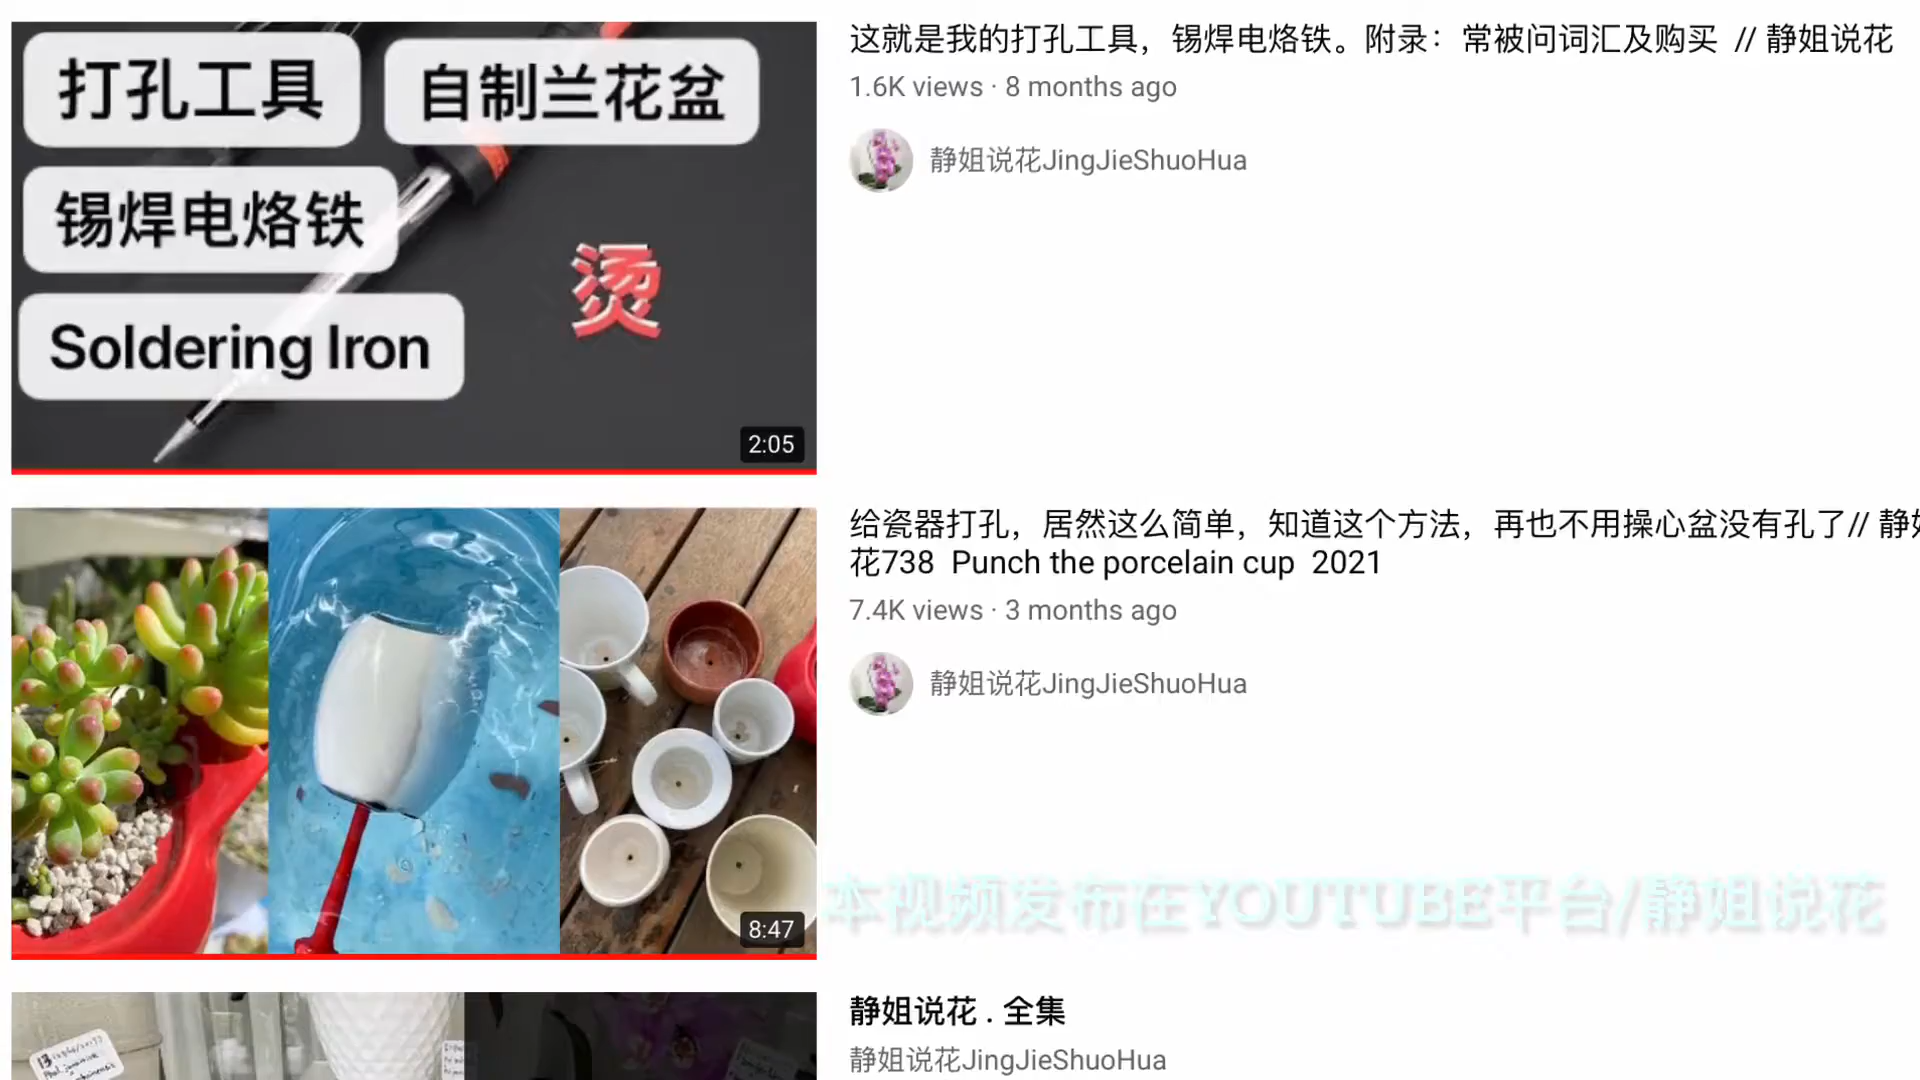 打孔工具
自制兰花盆
锡焊电烙铁
烫
Soldering Iron
2:05
这就是我的打孔工具，锡焊电烙铁。附录：常被问词汇及购买 // 静姐说花
1.6K views · 8 months ago
静姐说花JingJieShuoHua
8:47
给瓷器打孔，居然这么简单，知道这个方法，再也不用操心盆没有孔了// 静
花738 Punch the porcelain cup 2021
7.4K views · 3 months ago
静姐说花JingJieShuoHua
本视频发布在YOUTUBE平台/静姐说花
静姐说花 . 全集
静姐说花JingJieShuoHua